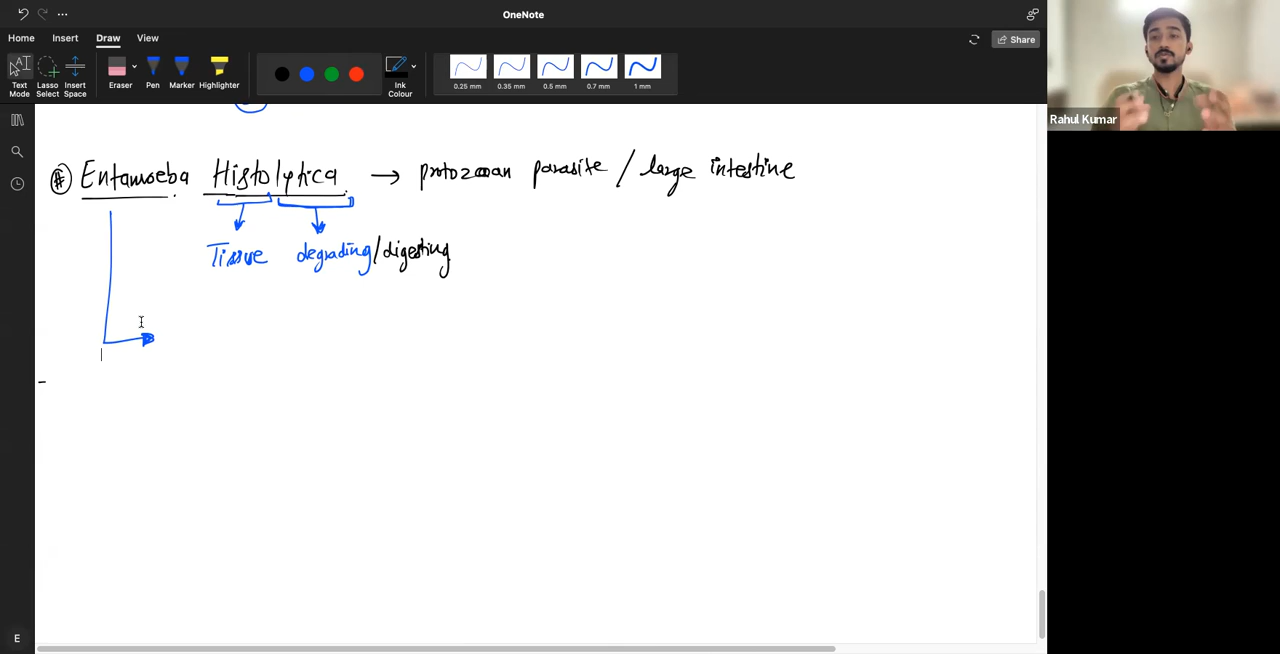 OneNote
Home Insert Draw View
Share
Text Mode Lasso Select Insert Space Eraser Pen Marker Highlighter Ink Colour 0.25 mm 0.35 mm 0.5 mm 0.7 mm 1 mm
Rahul Kumar
# Entamoeba Histolytica → protozoan parasite / large intestine
Tissue degrading/digesting
E